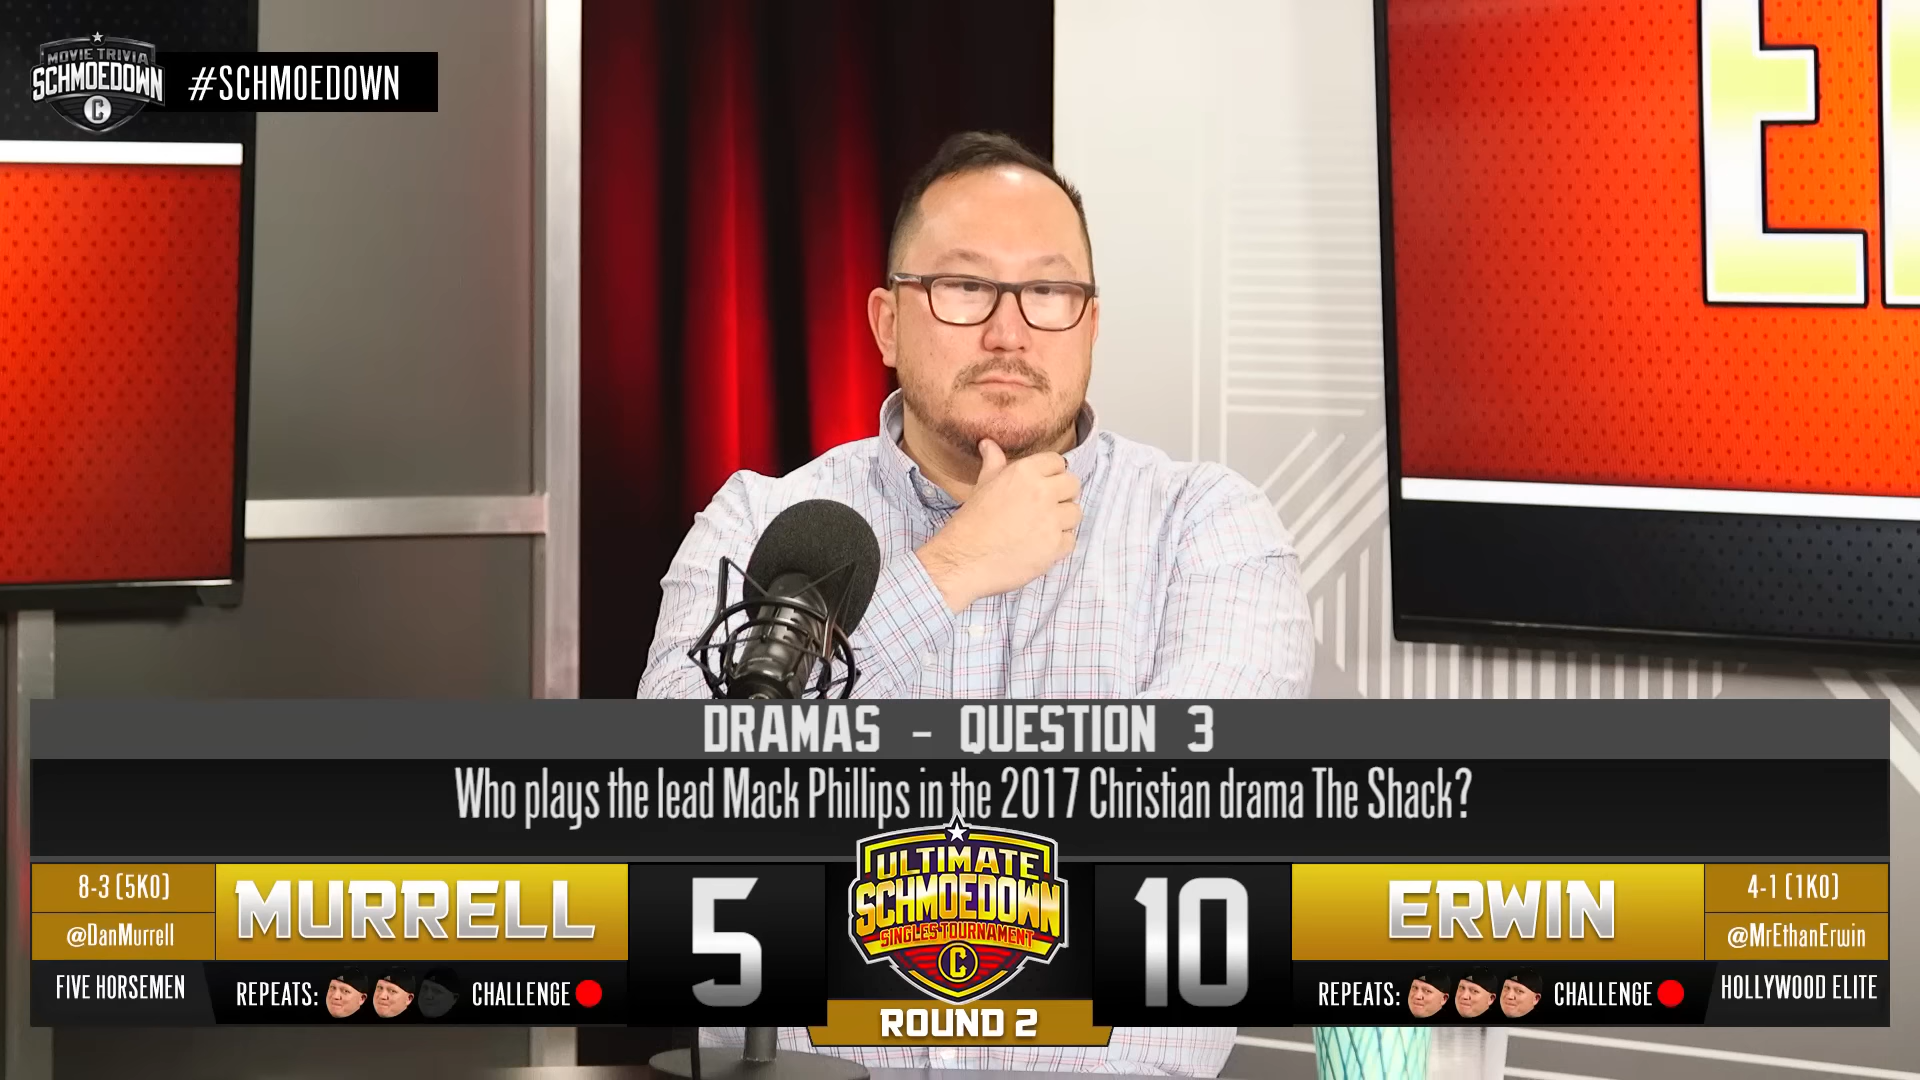 MOVIE TRIVIA
SCHMOEDOWN
C
#SCHMOEDOWN
DRAMAS - QUESTION 3
Who plays the lead Mack Phillips in the 2017 Christian drama The Shack?
8-3 (5KO)
@DanMurrell
MURRELL
5
ULTIMATE
SCHMOEDOWN
SINGLES TOURNAMENT
C
10
ERWIN
4-1 (1KO)
@MrEthanErwin
FIVE HORSEMEN
REPEATS:
CHALLENGE
ROUND 2
REPEATS:
CHALLENGE
HOLLYWOOD ELITE